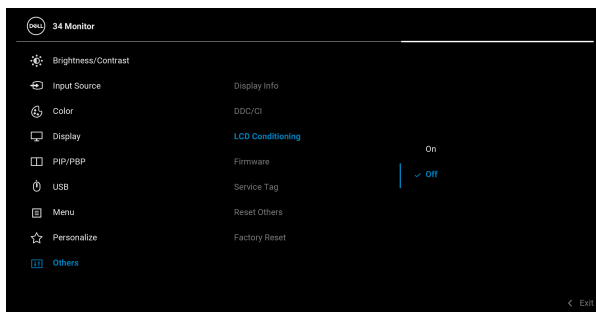 DELL 34 Monitor
Brightness/Contrast
Input Source Display Info
Color DDC/CI
Display LCD Conditioning
On
PIP/PBP Firmware
Off
USB Service Tag
Menu Reset Others
Personalize Factory Reset
Others
Exit